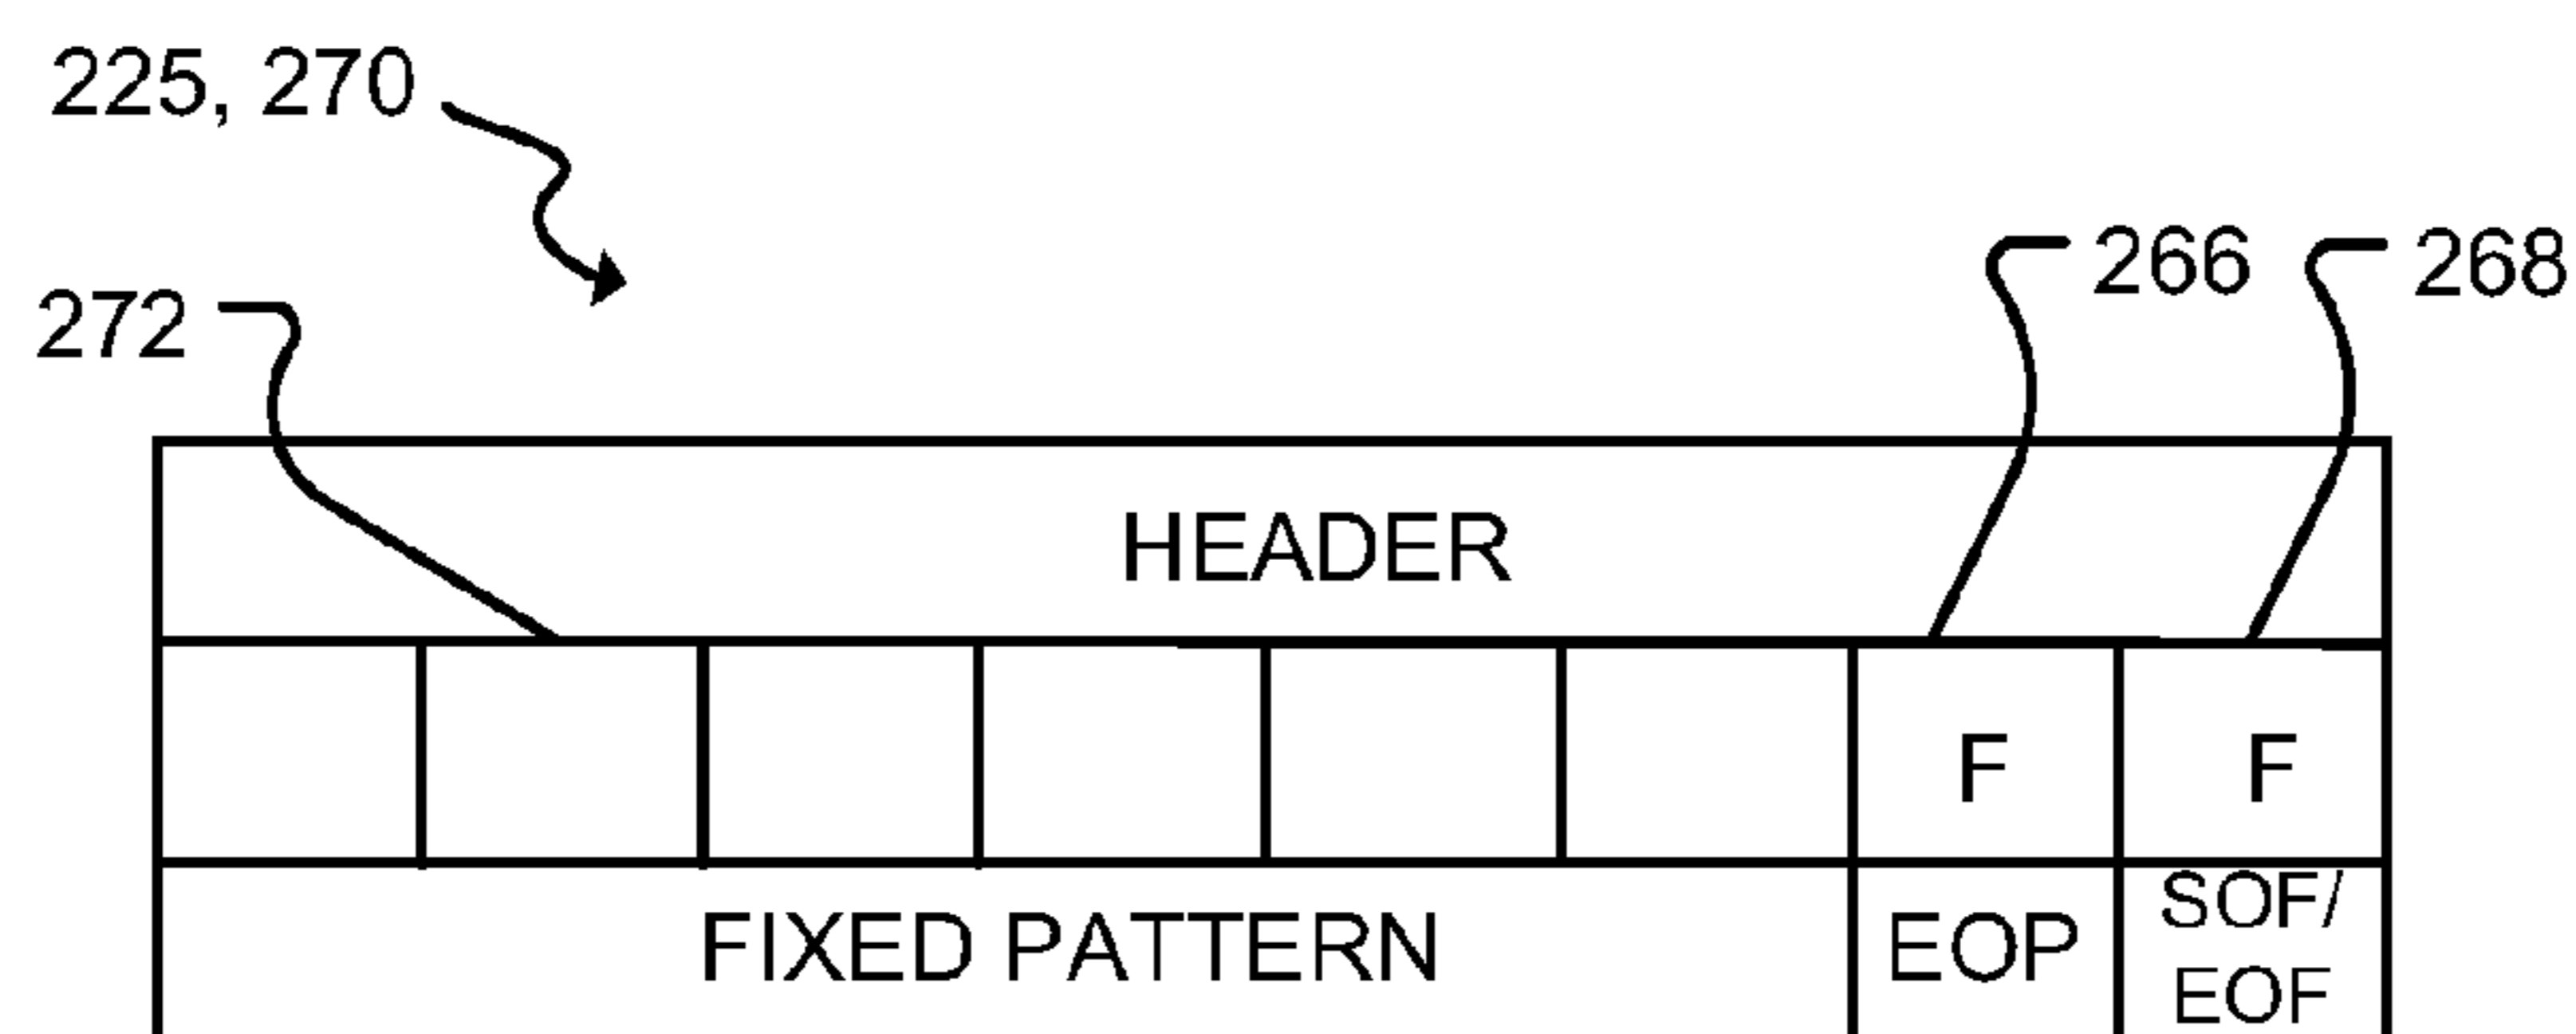 225, 270
266
268
272
HEADER
F
F
FIXED PATTERN
EOP
SOF/
EOF